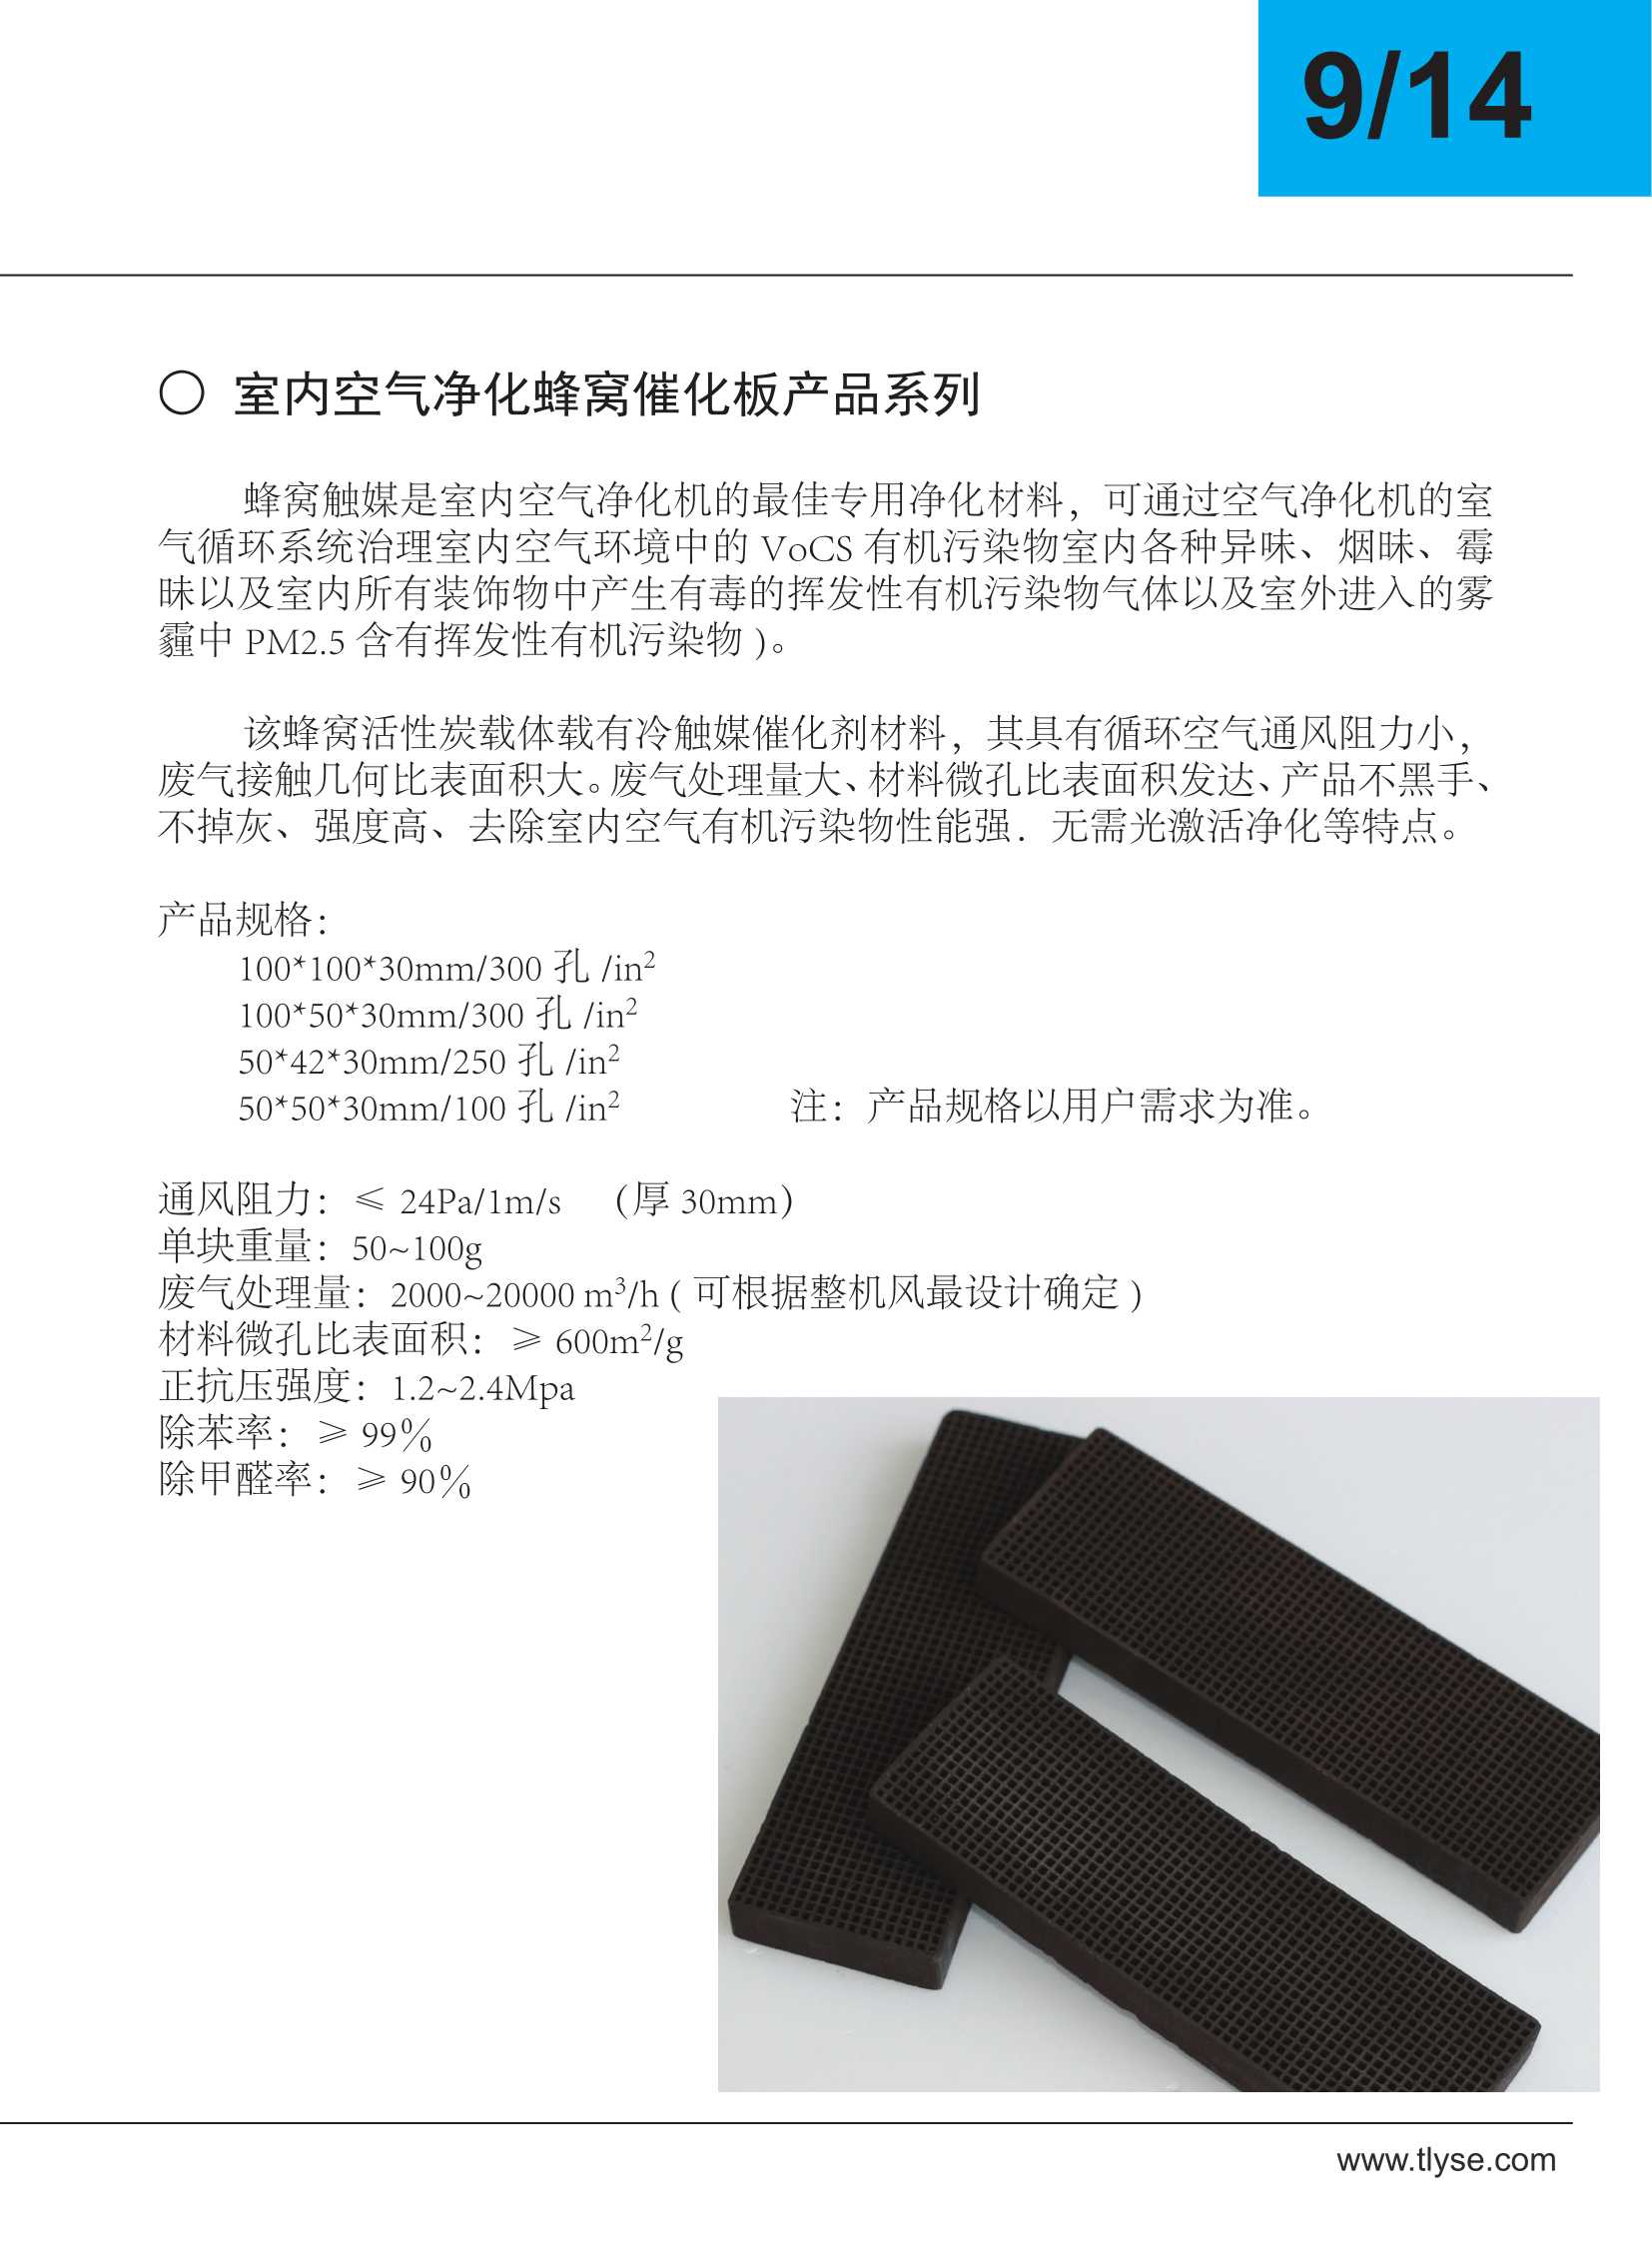 9/14
○ 室内空气净化蜂窝催化板产品系列
蜂窝触媒是室内空气净化机的最佳专用净化材料，可通过空气净化机的室
气循环系统治理室内空气环境中的 VoCS 有机污染物室内各种异味、烟味、霉
味以及室内所有装饰物中产生有毒的挥发性有机污染物气体以及室外进入的雾
霾中 PM2.5 含有挥发性有机污染物 )。
该蜂窝活性炭载体载有冷触媒催化剂材料，其具有循环空气通风阻力小，
废气接触几何比表面积大。废气处理量大、材料微孔比表面积发达、产品不黑手、
不掉灰、强度高、去除室内空气有机污染物性能强．无需光激活净化等特点。
产品规格：
100*100*30mm/300 孔 /in²
100*50*30mm/300 孔 /in²
50*42*30mm/250 孔 /in²
50*50*30mm/100 孔 /in² 注：产品规格以用户需求为准。
通风阻力：≤ 24Pa/1m/s （厚 30mm）
单块重量：50~100g
废气处理量：2000~20000 m³/h ( 可根据整机风最设计确定 )
材料微孔比表面积：≥ 600m²/g
正抗压强度：1.2~2.4Mpa
除苯率：≥ 99%
除甲醛率：≥ 90%
www.tlyse.com